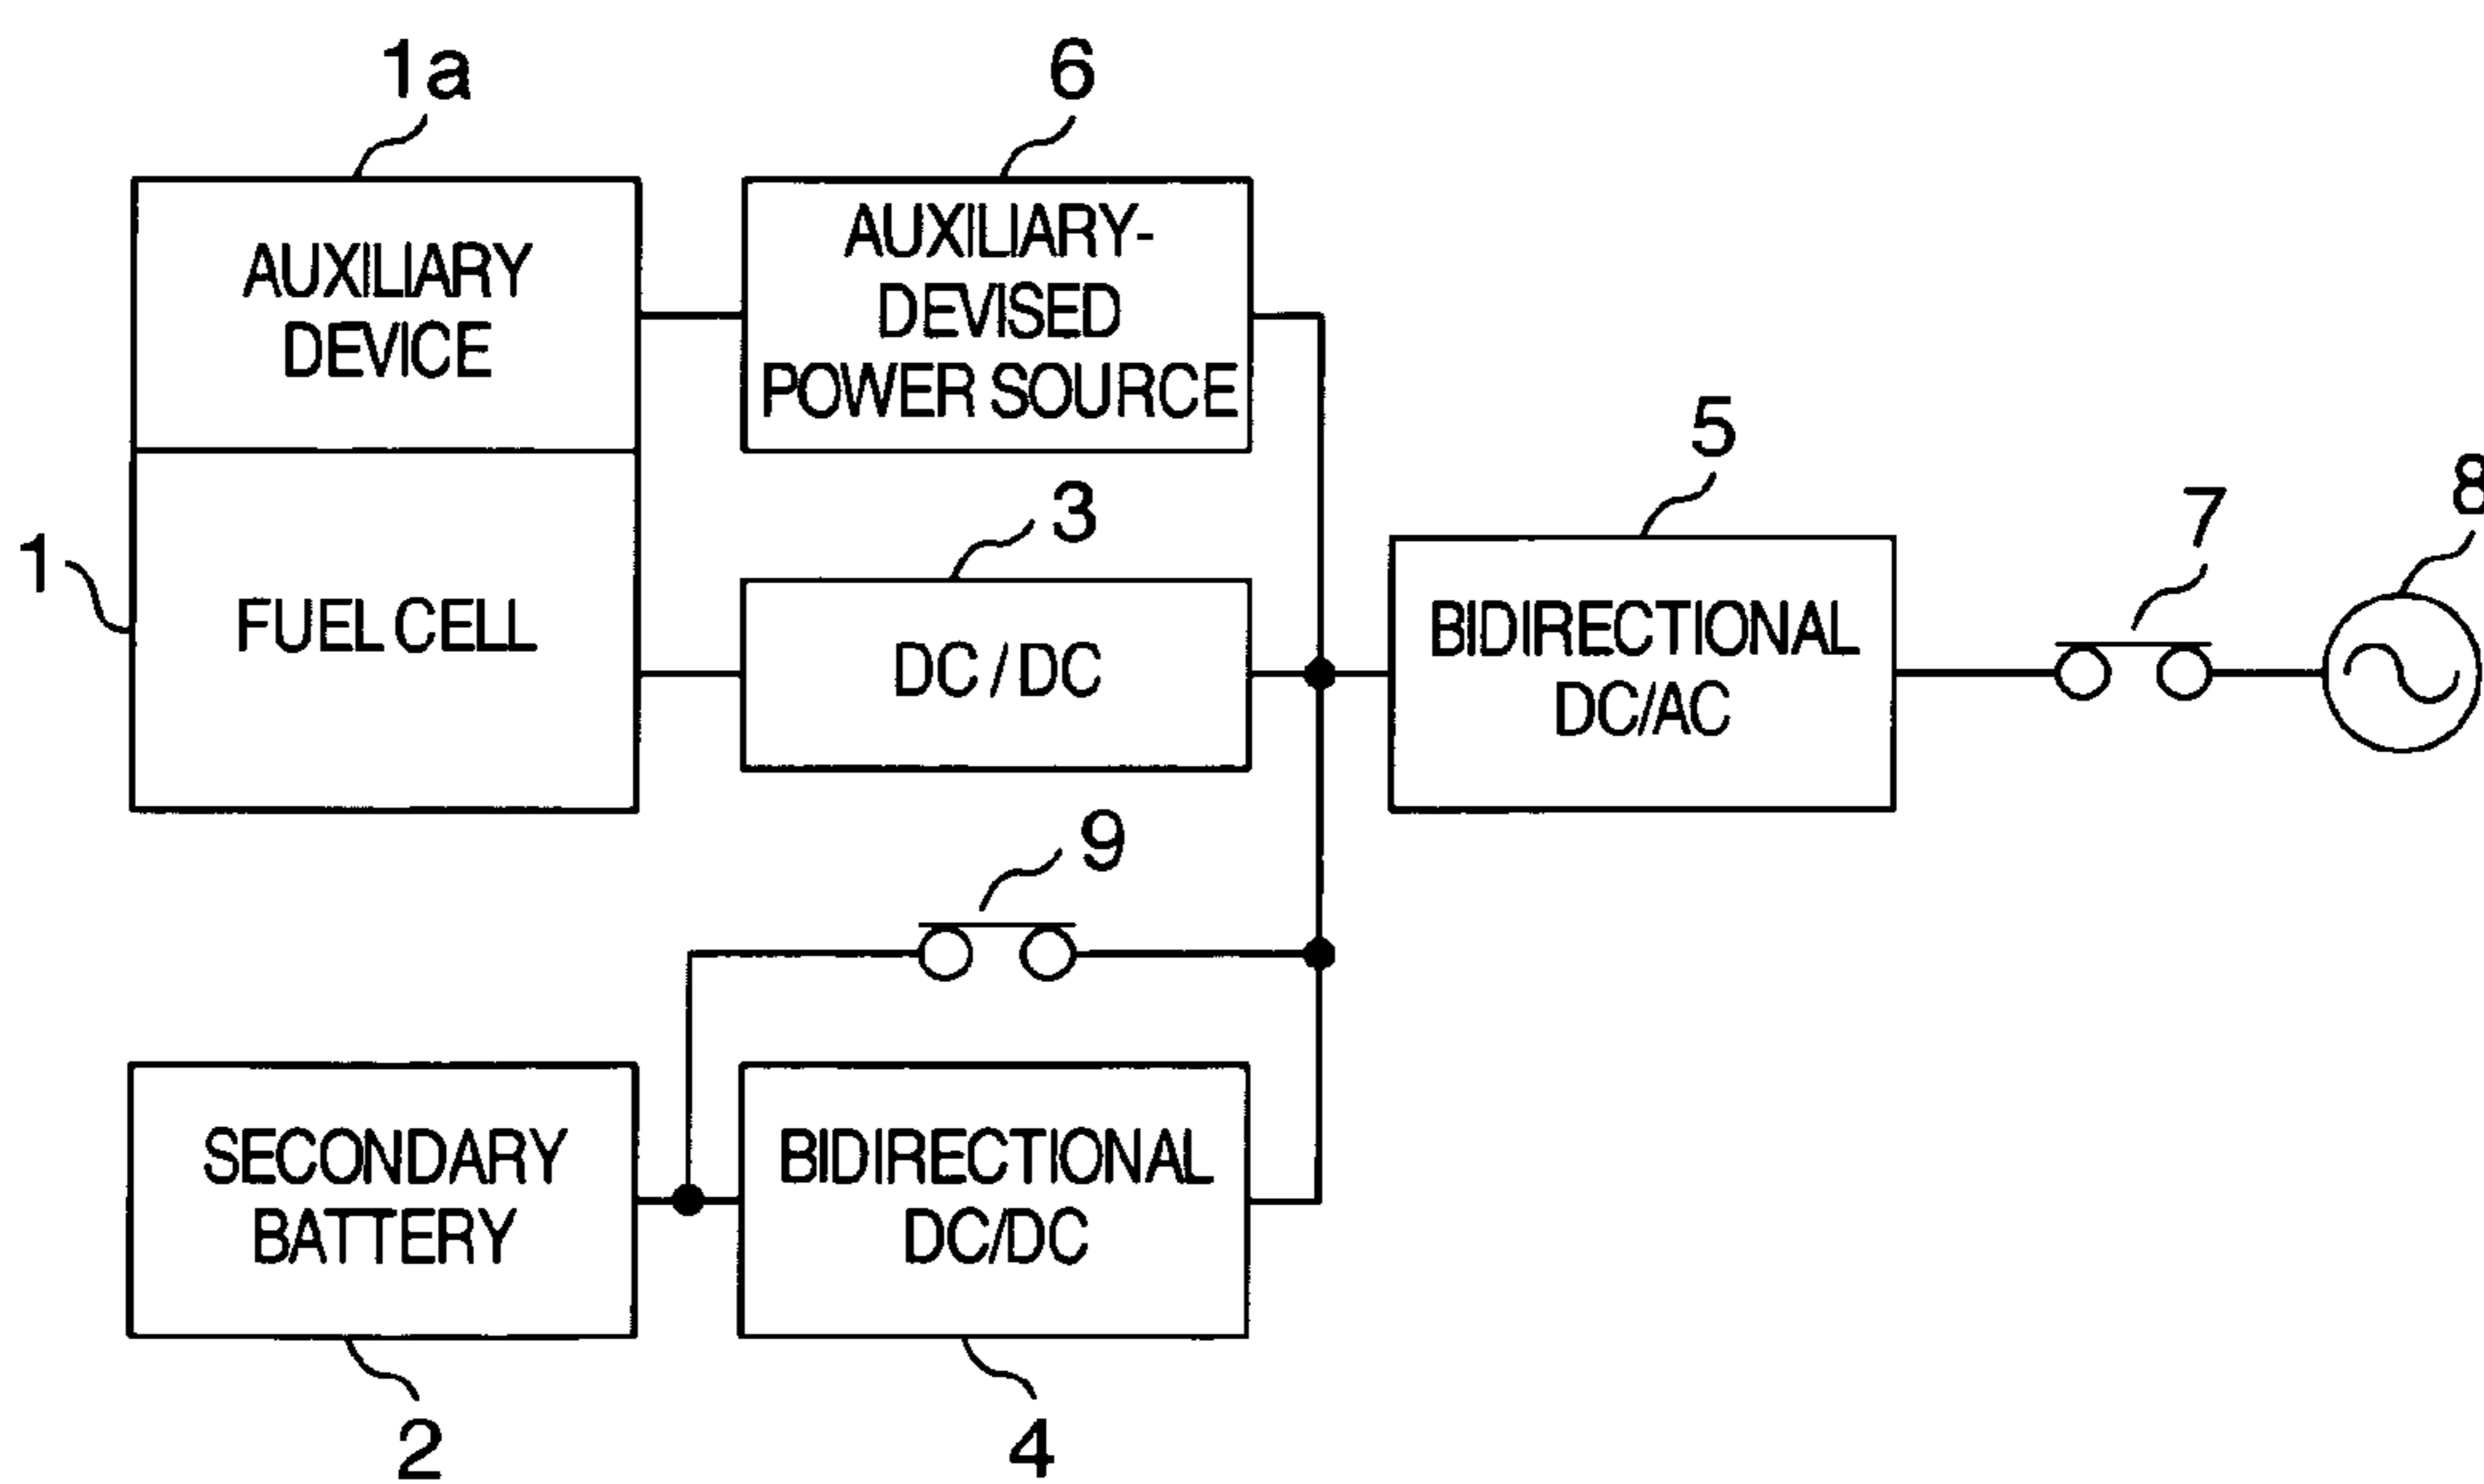 1a
6
AUXILIARY
DEVICE
AUXILIARY-
DEVISED
POWER SOURCE
5
8
3
7
1
FUEL CELL
DC / DC
BIDIRECTIONAL
DC/AC
9
SECONDARY
BATTERY
BIDIRECTIONAL
DC/DC
2
4